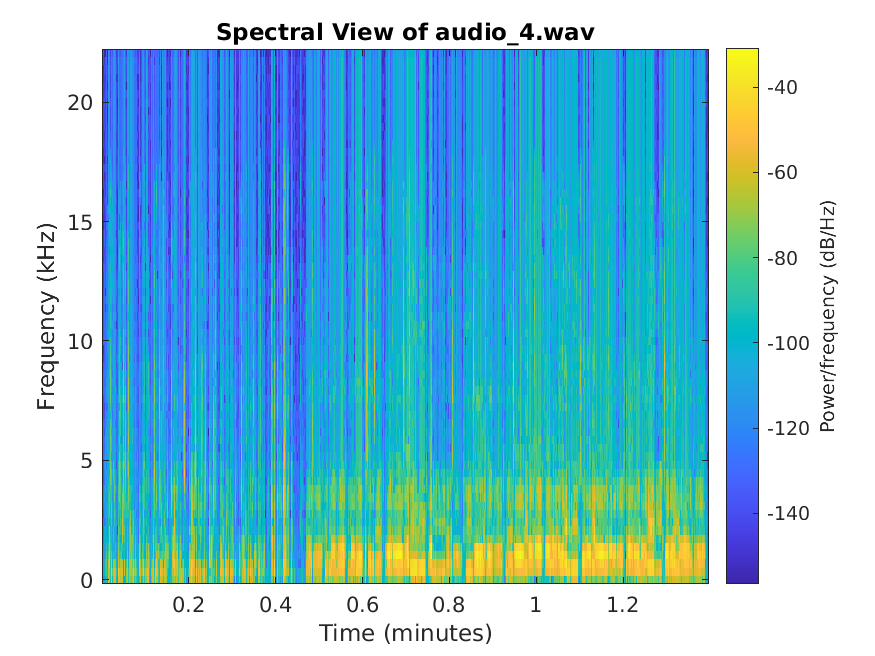 Spectral View of audio_4.wav
20
15
10
5
0
Frequency (kHz)
0.2 0.4 0.6 0.8 1 1.2
Time (minutes)
-40
-60
-80
-100
-120
-140
Power/frequency (dB/Hz)